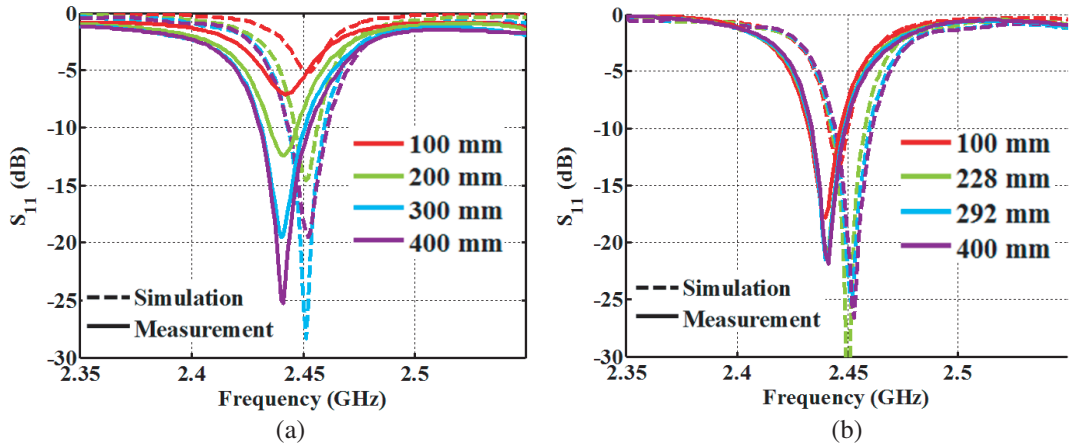 0
-5
-10
-15
-20
-25
-30
S11 (dB)
100 mm
200 mm
300 mm
400 mm
Simulation
Measurement
2.35 2.4 2.45 2.5
Frequency (GHz)
(a)
0
-5
-10
-15
-20
-25
-30
S11 (dB)
100 mm
228 mm
292 mm
400 mm
Simulation
Measurement
2.35 2.4 2.45 2.5
Frequency (GHz)
(b)